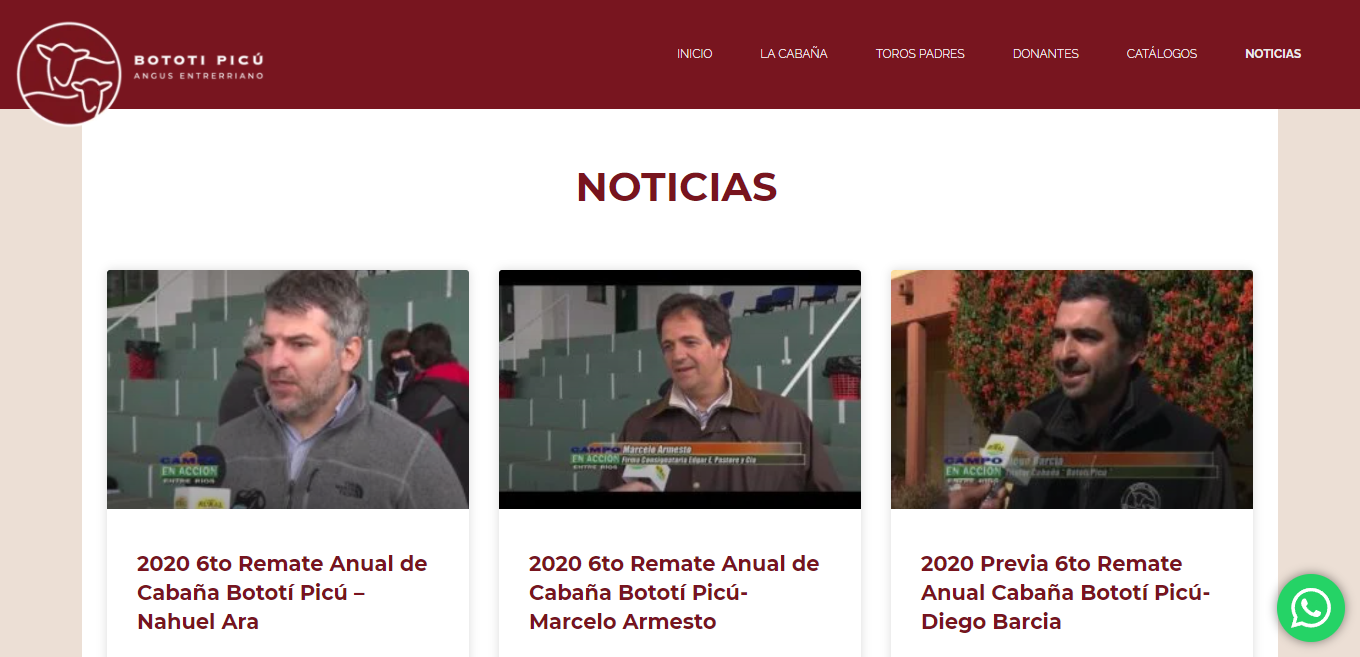 BOTOTI PICÚ
ANGUS ENTRERRIANO
INICIO
LA CABAÑA
TOROS PADRES
DONANTES
CATÁLOGOS
NOTICIAS
NOTICIAS
CAMPO
EN ACCION
ENTRE RIOS
CAMPO
EN ACCION
ENTRE RIOS
Marcelo Armesto
Firma Consignataria Edgar E. Pastore y Cia
CAMPO
EN ACCION
ENTRE RIOS
Diego Barcia
Titular Cabaña " Bototi Picú "
2020 6to Remate Anual de
Cabaña Bototí Picú –
Nahuel Ara
2020 6to Remate Anual de
Cabaña Bototí Picú-
Marcelo Armesto
2020 Previa 6to Remate
Anual Cabaña Bototí Picú-
Diego Barcia